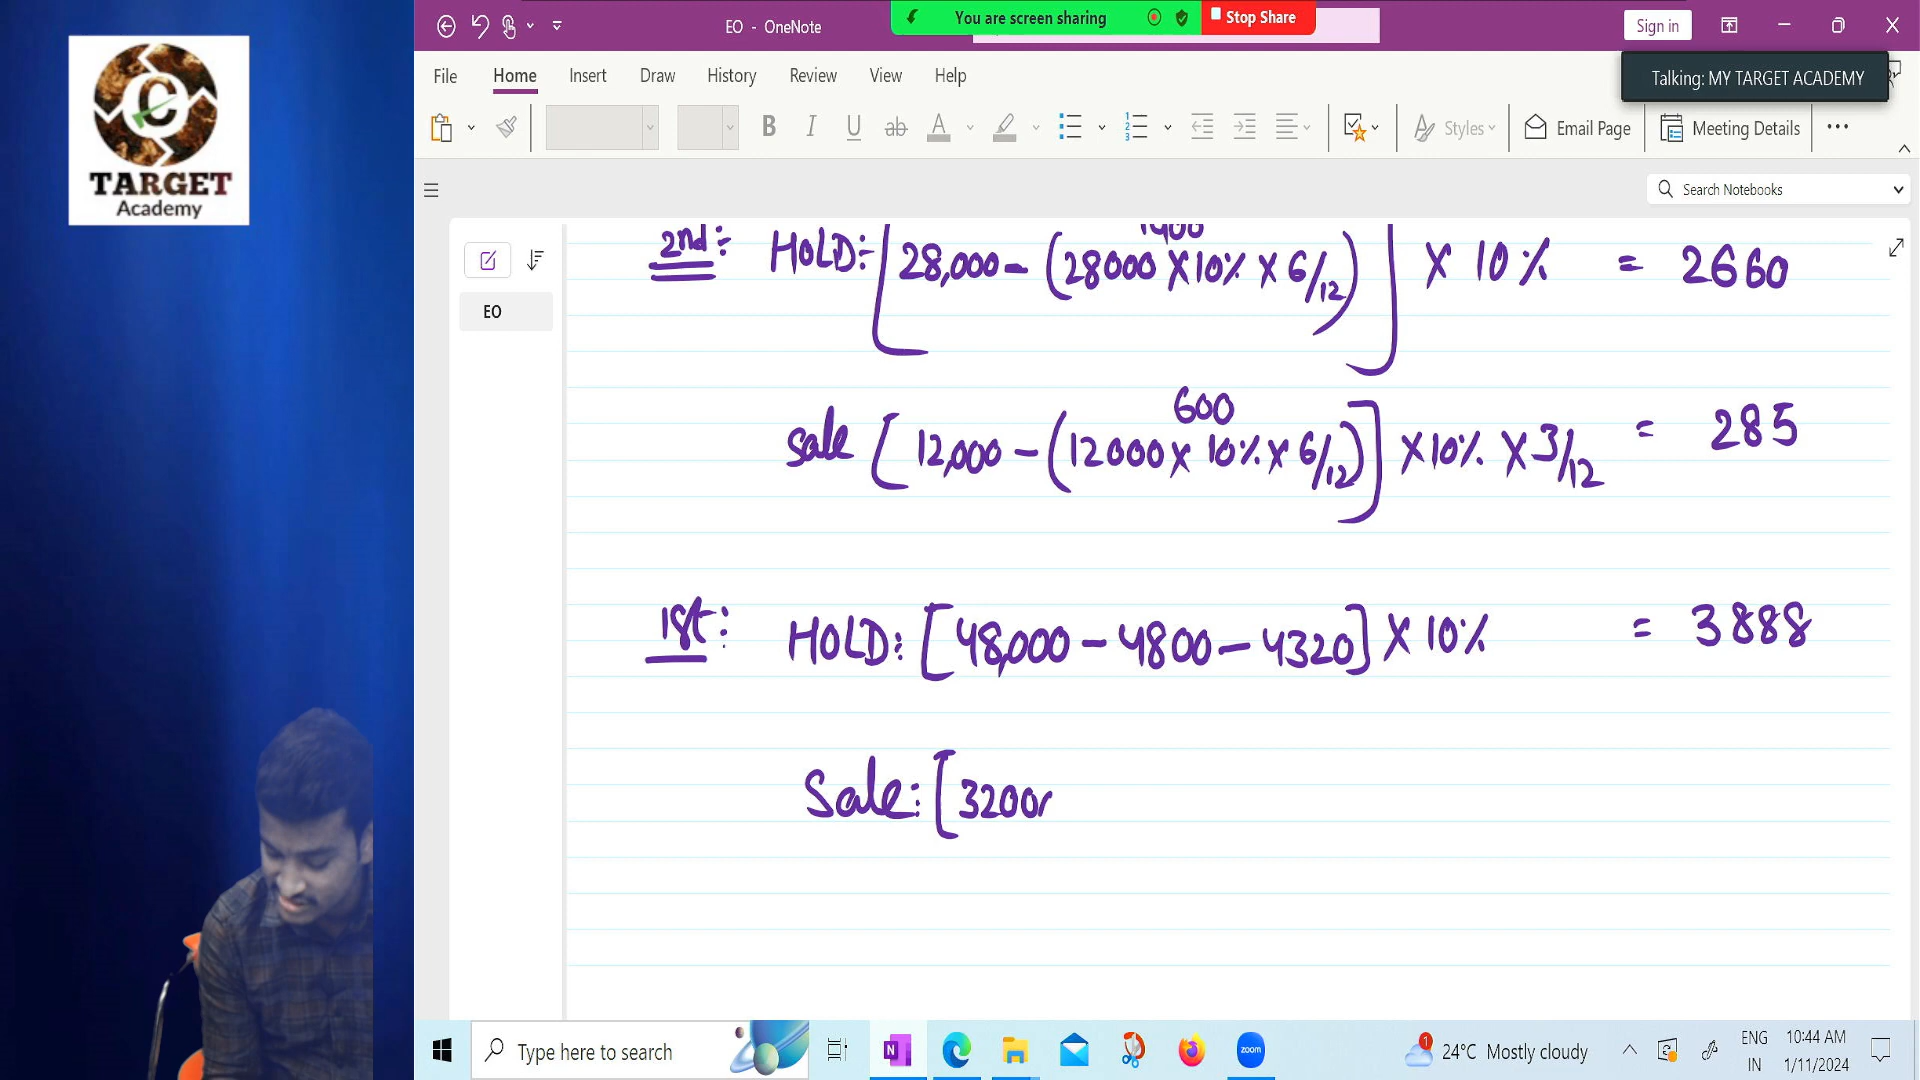 TARGET
Academy
EO - OneNote
You are screen sharing
Stop Share
Sign in
Talking: MY TARGET ACADEMY
File Home Insert Draw History Review View Help
B I U ab A
Styles
Email Page
Meeting Details
Search Notebooks
EO
2nd: HOLD: [28,000 - (28000 X 10% X 6/12)] X 10% = 2660
600
Sale [12,000 - (12000 X 10% X 6/12)] X 10% X 3/12 = 285
1st: HOLD: [48,000 - 4800 - 4320] X 10% = 3888
Sale: [3200
Type here to search
zoom
1
24°C Mostly cloudy
ENG
IN
10:44 AM
1/11/2024